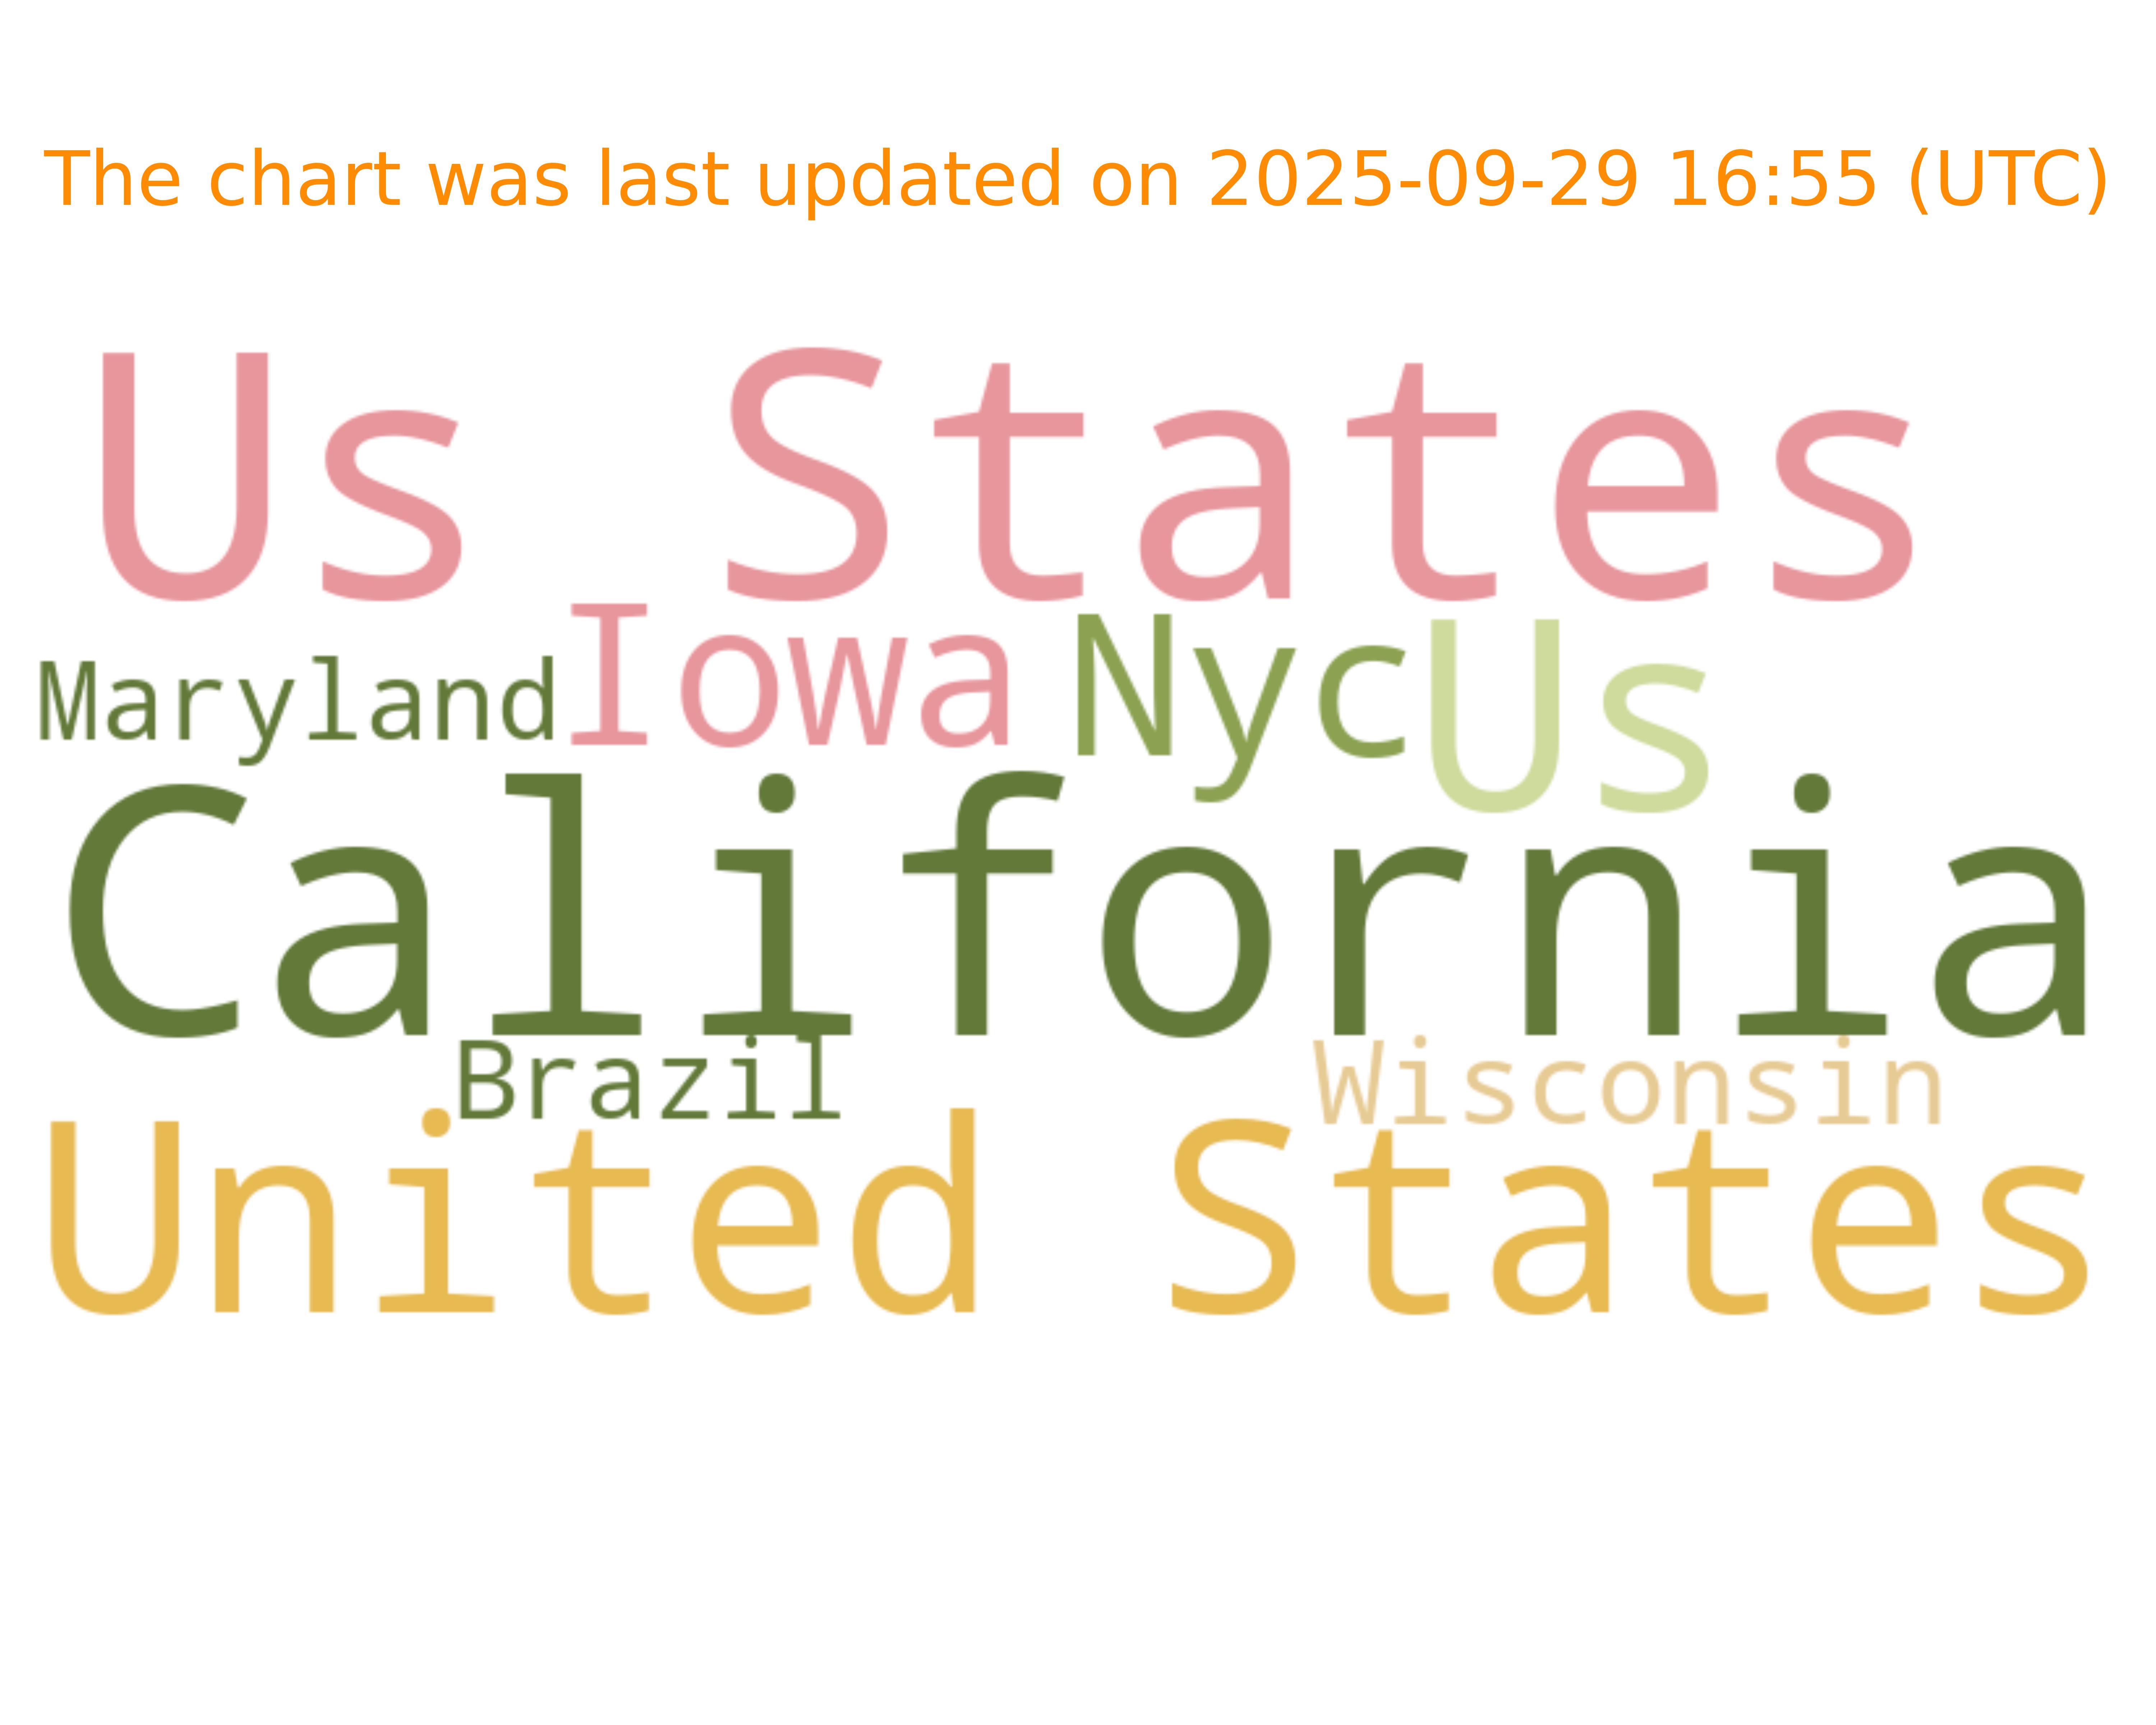 The chart was last updated on 2025-09-29 16:55 (UTC)
Us States
Maryland Iowa Nyc Us
California
Brazil Wisconsin
United States